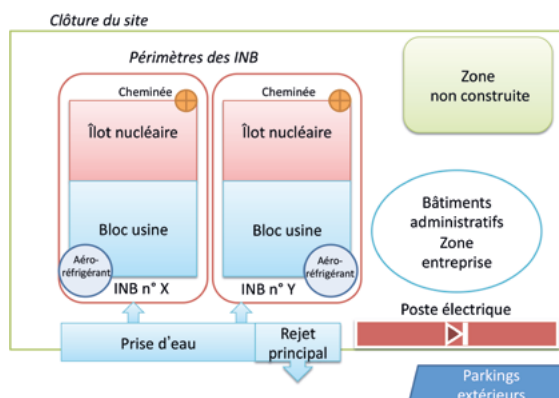 Clôture du site
Périmètres des INB
Zone
non construite
Cheminée
Cheminée
Îlot nucléaire
Îlot nucléaire
Bâtiments
administratifs
Zone
entreprise
Bloc usine
Bloc usine
Aéro-
réfrigérant
Aéro-
réfrigérant
INB n° X
INB n° Y
Poste électrique
Prise d'eau
Rejet
principal
Parkings
extérieurs